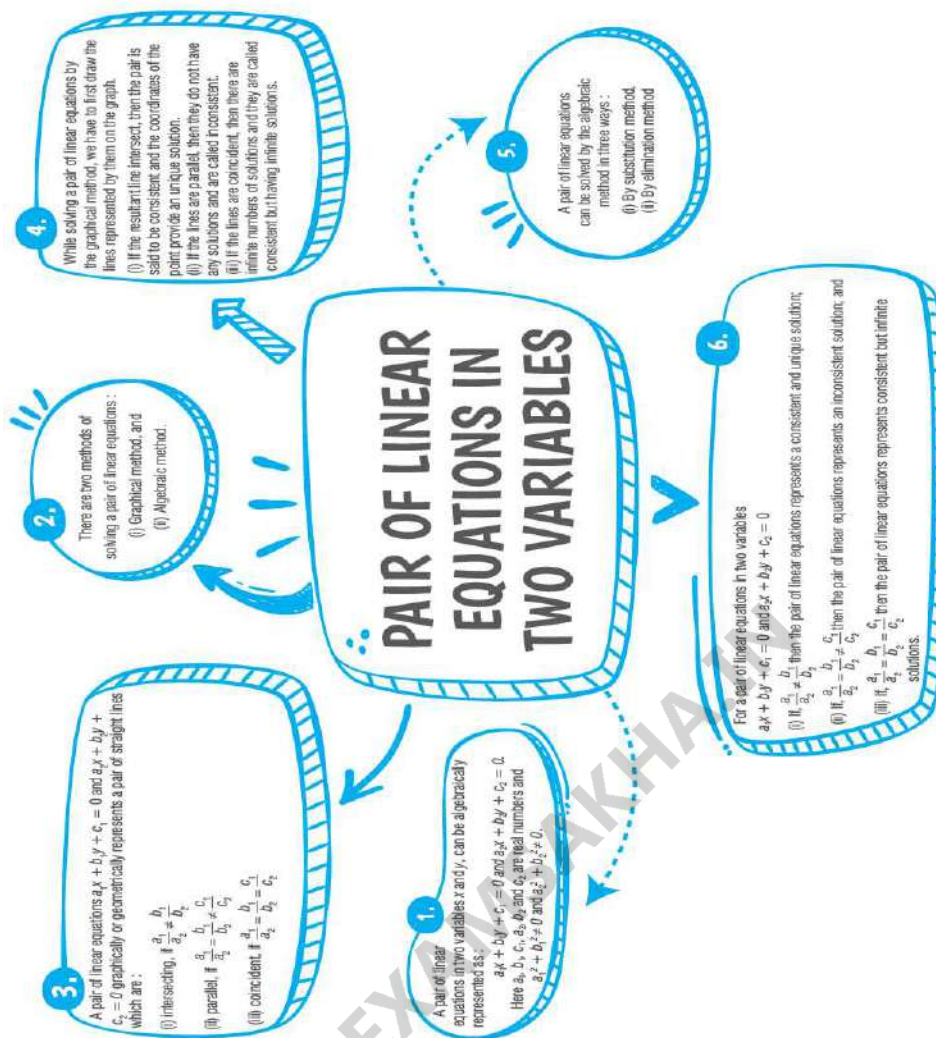 PAIR OF LINEAR
EQUATIONS IN
TWO VARIABLES
1.
A pair of linear
equations in two variables x and y, can be algebraically
represented as :
a₁x + b₁y + c₁ = 0 and a₂x + b₂y + c₂ = 0.
Here a₁, b₁, c₁, a₂, b₂ and c₂ are real numbers and
a₁² + b₁² ≠ 0 and a₂² + b₂² ≠ 0.
2.
There are two methods of
solving a pair of linear equations :
(i) Graphical method, and
(ii) Algebraic method.
3.
A pair of linear equations a₁x + b₁y + c₁ = 0 and a₂x + b₂y +
c₂ = 0 graphically or geometrically represents a pair of straight lines
which are :
(i) intersecting, if a₁/a₂ ≠ b₁/b₂
(ii) parallel, if a₁/a₂ = b₁/b₂ ≠ c₁/c₂
(iii) coincident, if a₁/a₂ = b₁/b₂ = c₁/c₂
4.
While solving a pair of linear equations by
the graphical method, we have to first draw the
lines represented by them on the graph.
(i) If the resultant line intersect, then the pair is
said to be consistent and the coordinates of the
point provide an unique solution.
(ii) If the lines are parallel, then they do not have
any solutions and are called inconsistent.
(iii) If the lines are coincident, then there are
infinite numbers of solutions and they are called
consistent but having infinite solutions.
5.
A pair of linear equations
can be solved by the algebraic
method in three ways :
(i) By substitution method,
(ii) By elimination method
6.
For a pair of linear equations in two variables
a₁x + b₁y + c₁ = 0 and a₂x + b₂y + c₂ = 0
(i) If, a₁/a₂ ≠ b₁/b₂ then the pair of linear equations represents a consistent and unique solution;
(ii) If, a₁/a₂ = b₁/b₂ ≠ c₁/c₂ then the pair of linear equations represents an inconsistent solution; and
(iii) If, a₁/a₂ = b₁/b₂ = c₁/c₂ then the pair of linear equations represents consistent but infinite
solutions.
EXAMBAKHA.IN